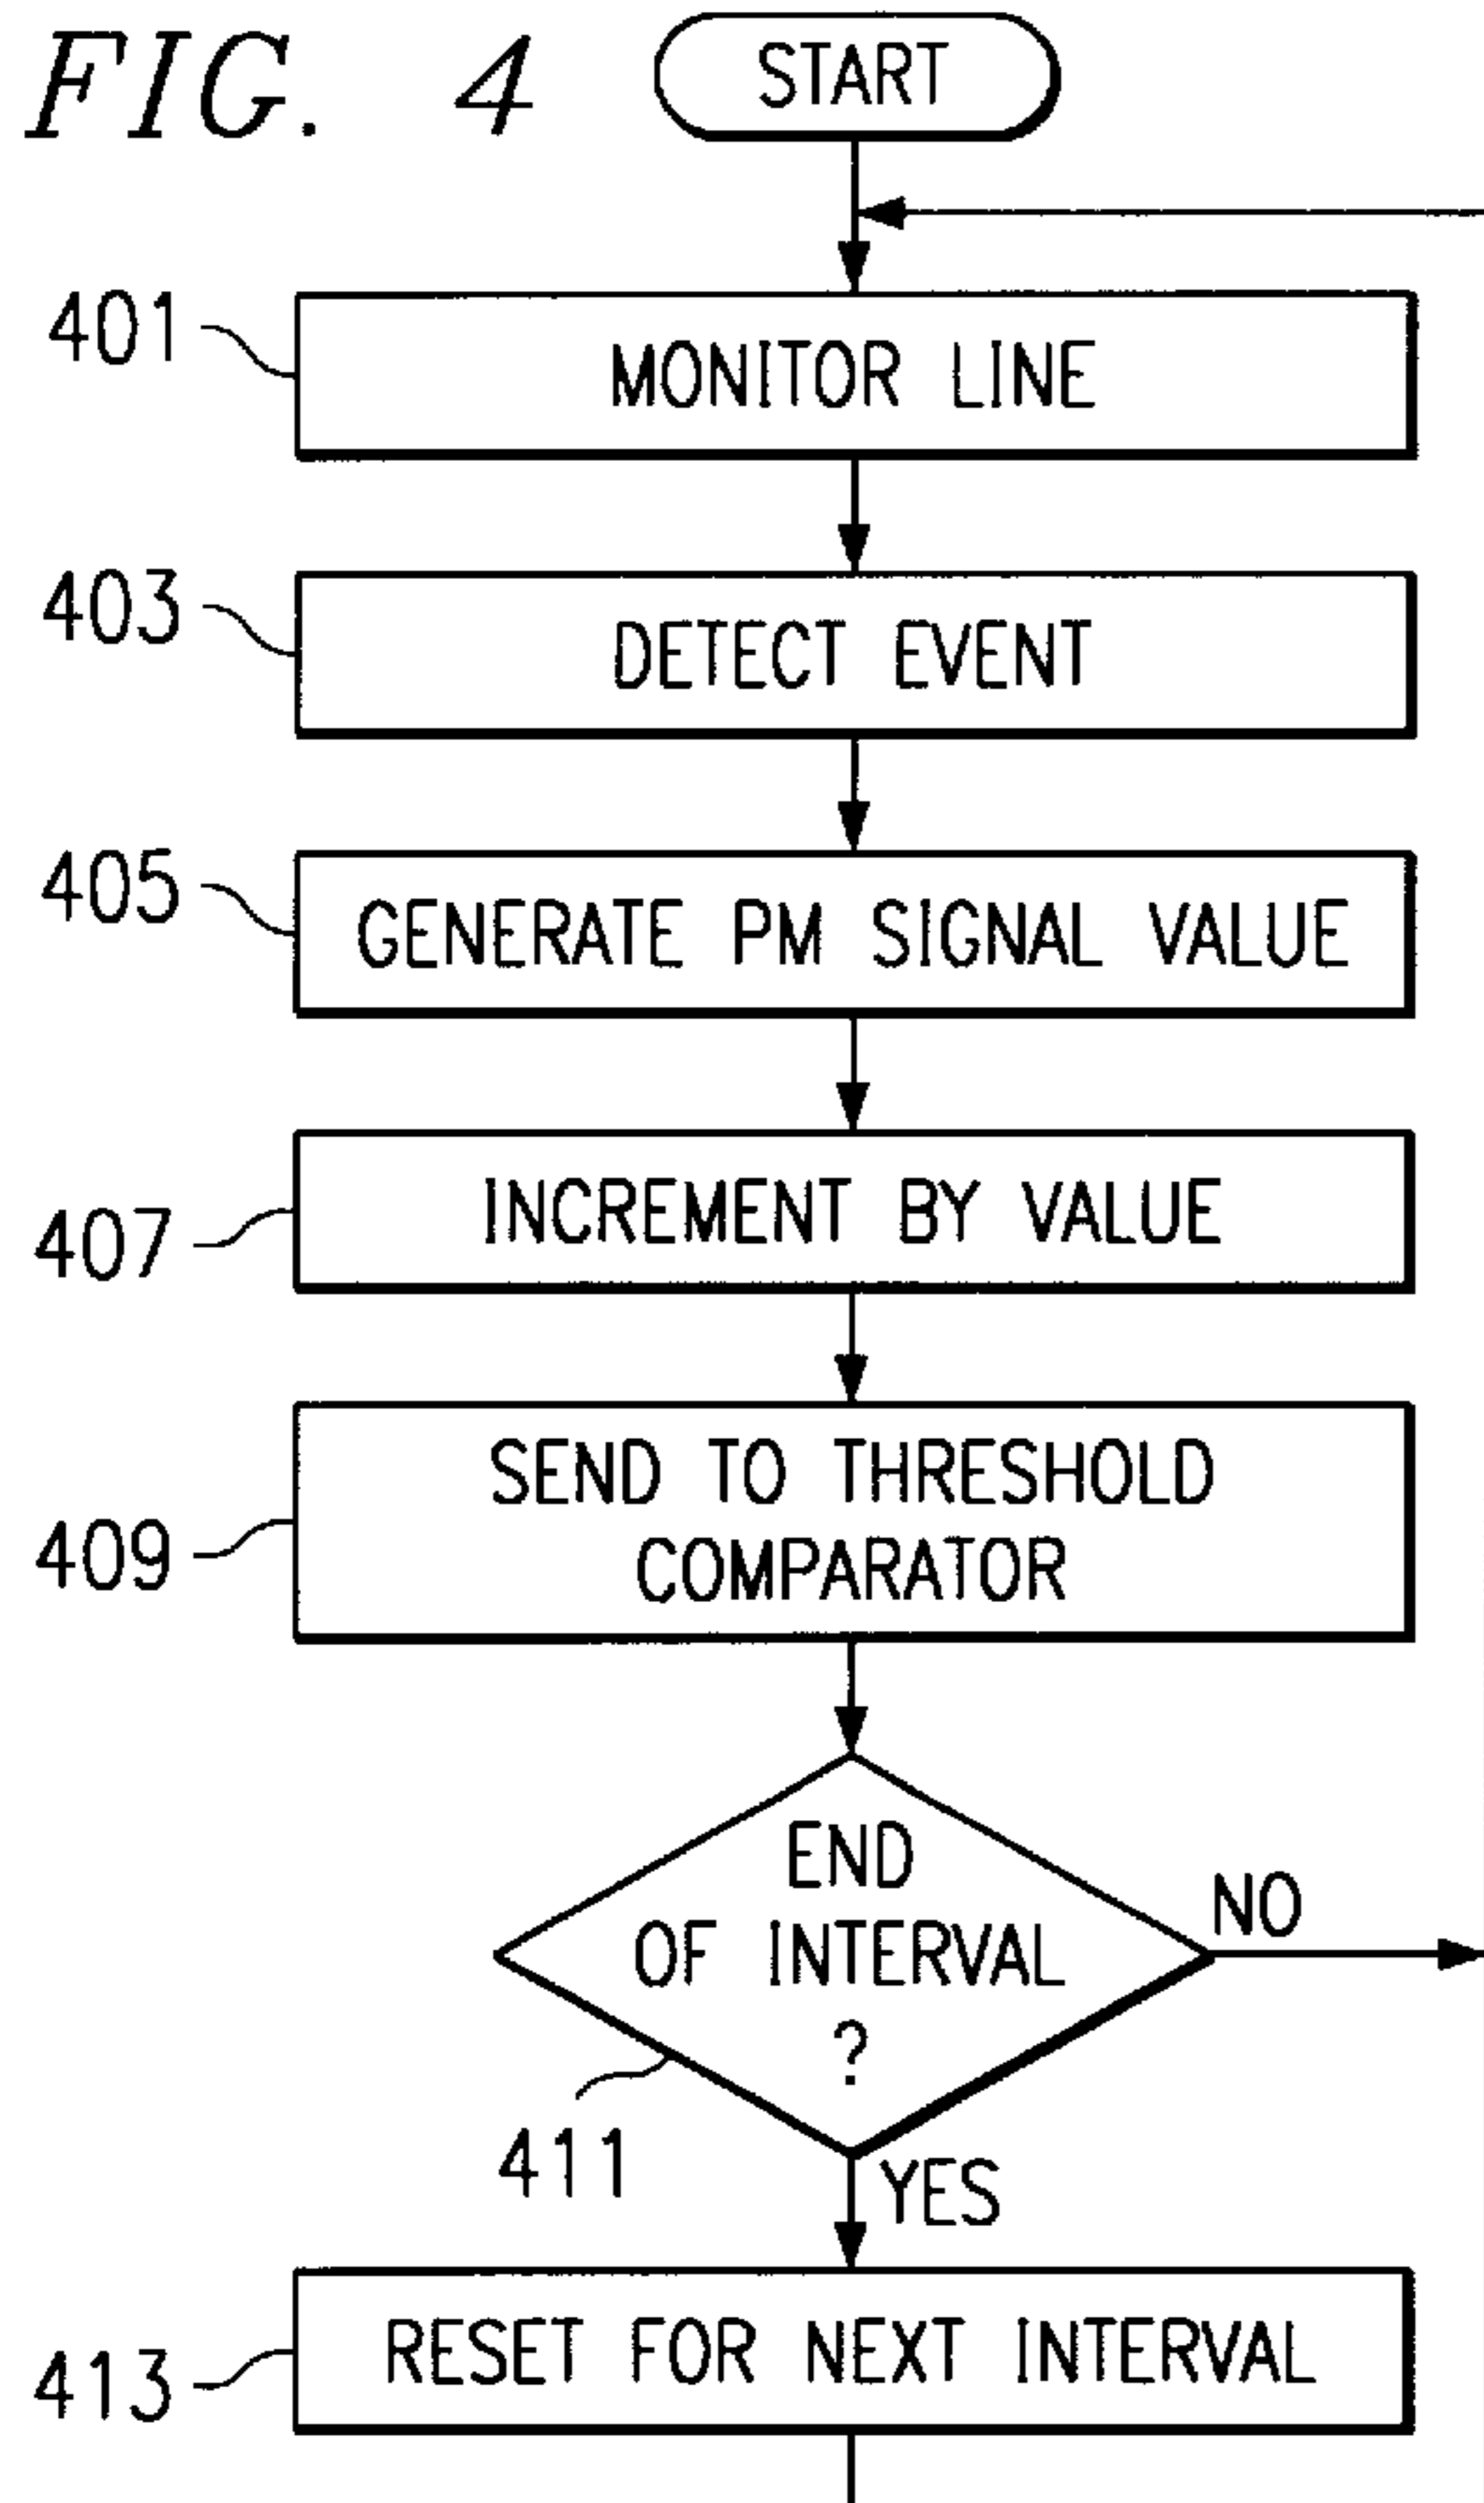 FIG. 4
START
401
MONITOR LINE
403
DETECT EVENT
405
GENERATE PM SIGNAL VALUE
407
INCREMENT BY VALUE
409
SEND TO THRESHOLD
COMPARATOR
END
OF INTERVAL
?
NO
411
YES
413
RESET FOR NEXT INTERVAL